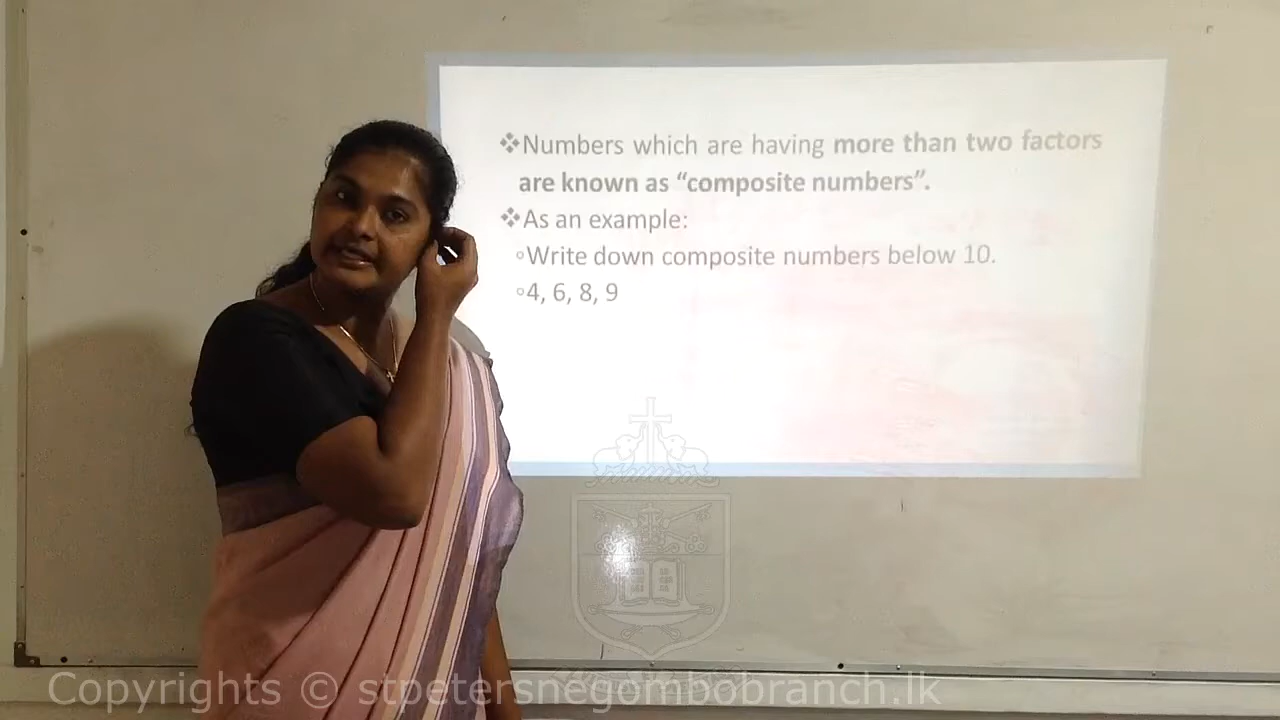 ❖Numbers which are having more than two factors
are known as “composite numbers”.
❖As an example:
▫Write down composite numbers below 10.
▫4, 6, 8, 9
Copyrights © stpetersnegombobranch.lk